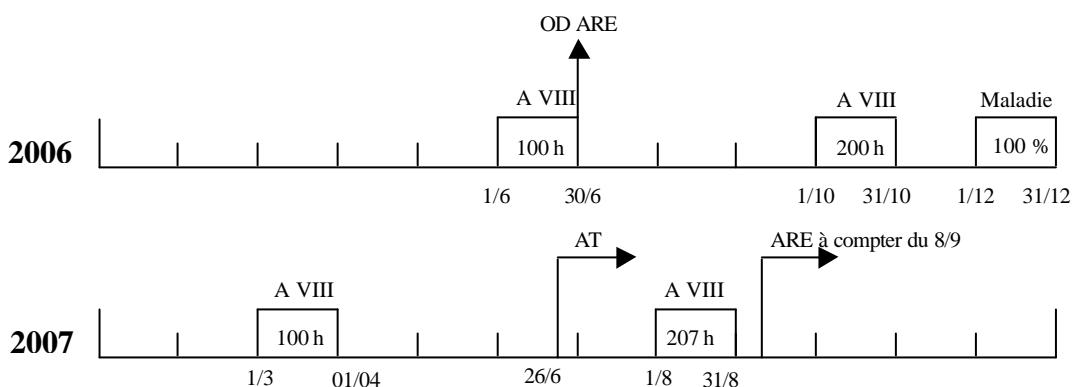 OD ARE
A VIII A VIII Maladie
2006 100 h 200 h 100 %
1/6 30/6 1/10 31/10 1/12 31/12
AT ARE à compter du 8/9
A VIII A VIII
2007 100 h 207 h
1/3 01/04 26/6 1/8 31/8